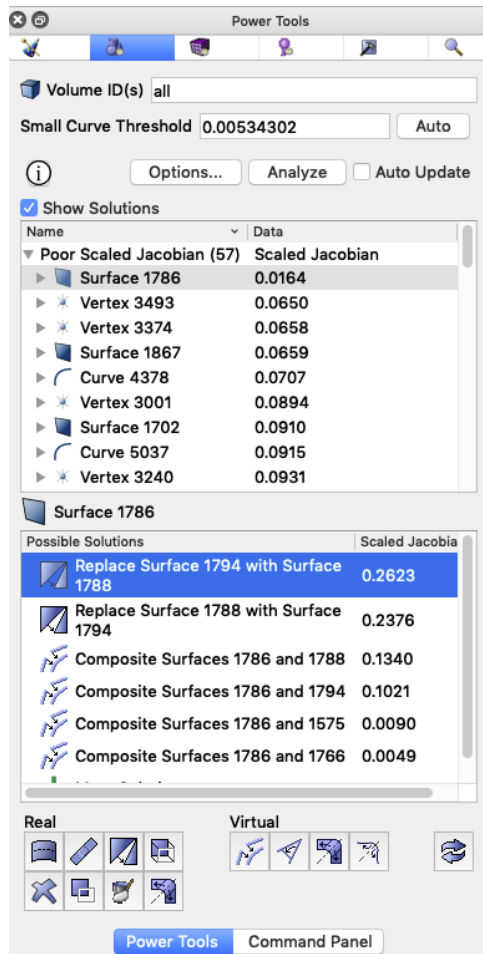 Power Tools
Volume ID(s) all
Small Curve Threshold 0.00534302 Auto
Options... Analyze Auto Update
Show Solutions
Name Data
Poor Scaled Jacobian (57) Scaled Jacobian
Surface 1786 0.0164
Vertex 3493 0.0650
Vertex 3374 0.0658
Surface 1867 0.0659
Curve 4378 0.0707
Vertex 3001 0.0894
Surface 1702 0.0910
Curve 5037 0.0915
Vertex 3240 0.0931
Surface 1786
Possible Solutions Scaled Jacobia
Replace Surface 1794 with Surface
1788 0.2623
Replace Surface 1788 with Surface
1794 0.2376
Composite Surfaces 1786 and 1788 0.1340
Composite Surfaces 1786 and 1794 0.1021
Composite Surfaces 1786 and 1575 0.0090
Composite Surfaces 1786 and 1766 0.0049
Real Virtual
Power Tools Command Panel